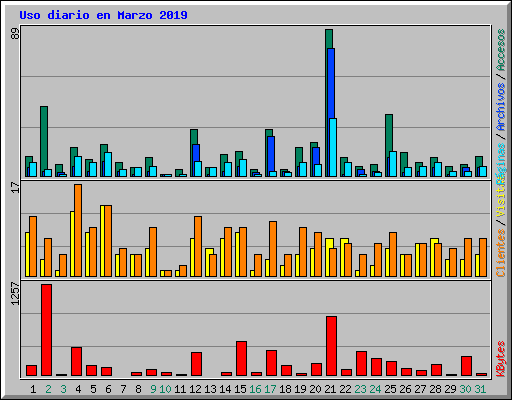 Uso diario en Marzo 2019
89
17
1257
Accesos / Archivos / Páginas
Clientes / visitas
KBytes
1 2 3 4 5 6 7 8 9 10 11 12 13 14 15 16 17 18 19 20 21 22 23 24 25 26 27 28 29 30 31